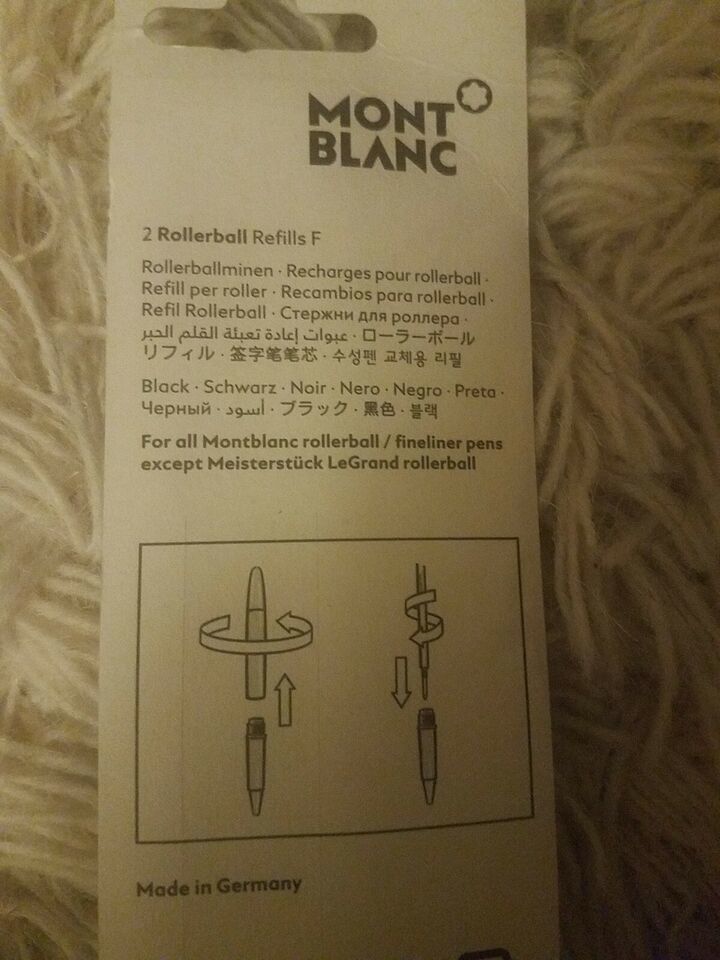 MONT
BLANC
2 Rollerball Refills F
Rollerballminen · Recharges pour rollerball ·
Refill per roller · Recambios para rollerball ·
Refil Rollerball · Стержни для роллера ·
عبوات إعادة تعبئة القلم الحبر · ローラーボール
リフィル · 签字笔笔芯 · 수성펜 교체용 리필
Black · Schwarz · Noir · Nero · Negro · Preta ·
Черный · أسود · ブラック · 黑色 · 블랙
For all Montblanc rollerball / fineliner pens
except Meisterstück LeGrand rollerball
Made in Germany